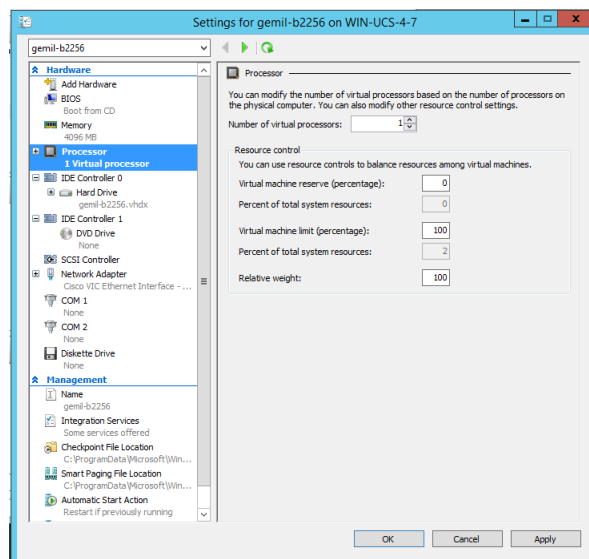 Settings for gemil-b2256 on WIN-UCS-4-7
gemil-b2256
Hardware
Add Hardware
BIOS
Boot from CD
Memory
4096 MB
Processor
1 Virtual processor
IDE Controller 0
Hard Drive
gemil-b2256.vhdx
IDE Controller 1
DVD Drive
None
SCSI Controller
Network Adapter
Cisco VIC Ethernet Interface - ...
COM 1
None
COM 2
None
Diskette Drive
None
Management
Name
gemil-b2256
Integration Services
Some services offered
Checkpoint File Location
C:\ProgramData\Microsoft\Win...
Smart Paging File Location
C:\ProgramData\Microsoft\Win...
Automatic Start Action
Restart if previously running
Processor
You can modify the number of virtual processors based on the number of processors on
the physical computer. You can also modify other resource control settings.
Number of virtual processors: 1
Resource control
You can use resource controls to balance resources among virtual machines.
Virtual machine reserve (percentage): 0
Percent of total system resources: 0
Virtual machine limit (percentage): 100
Percent of total system resources: 2
Relative weight: 100
OK Cancel Apply